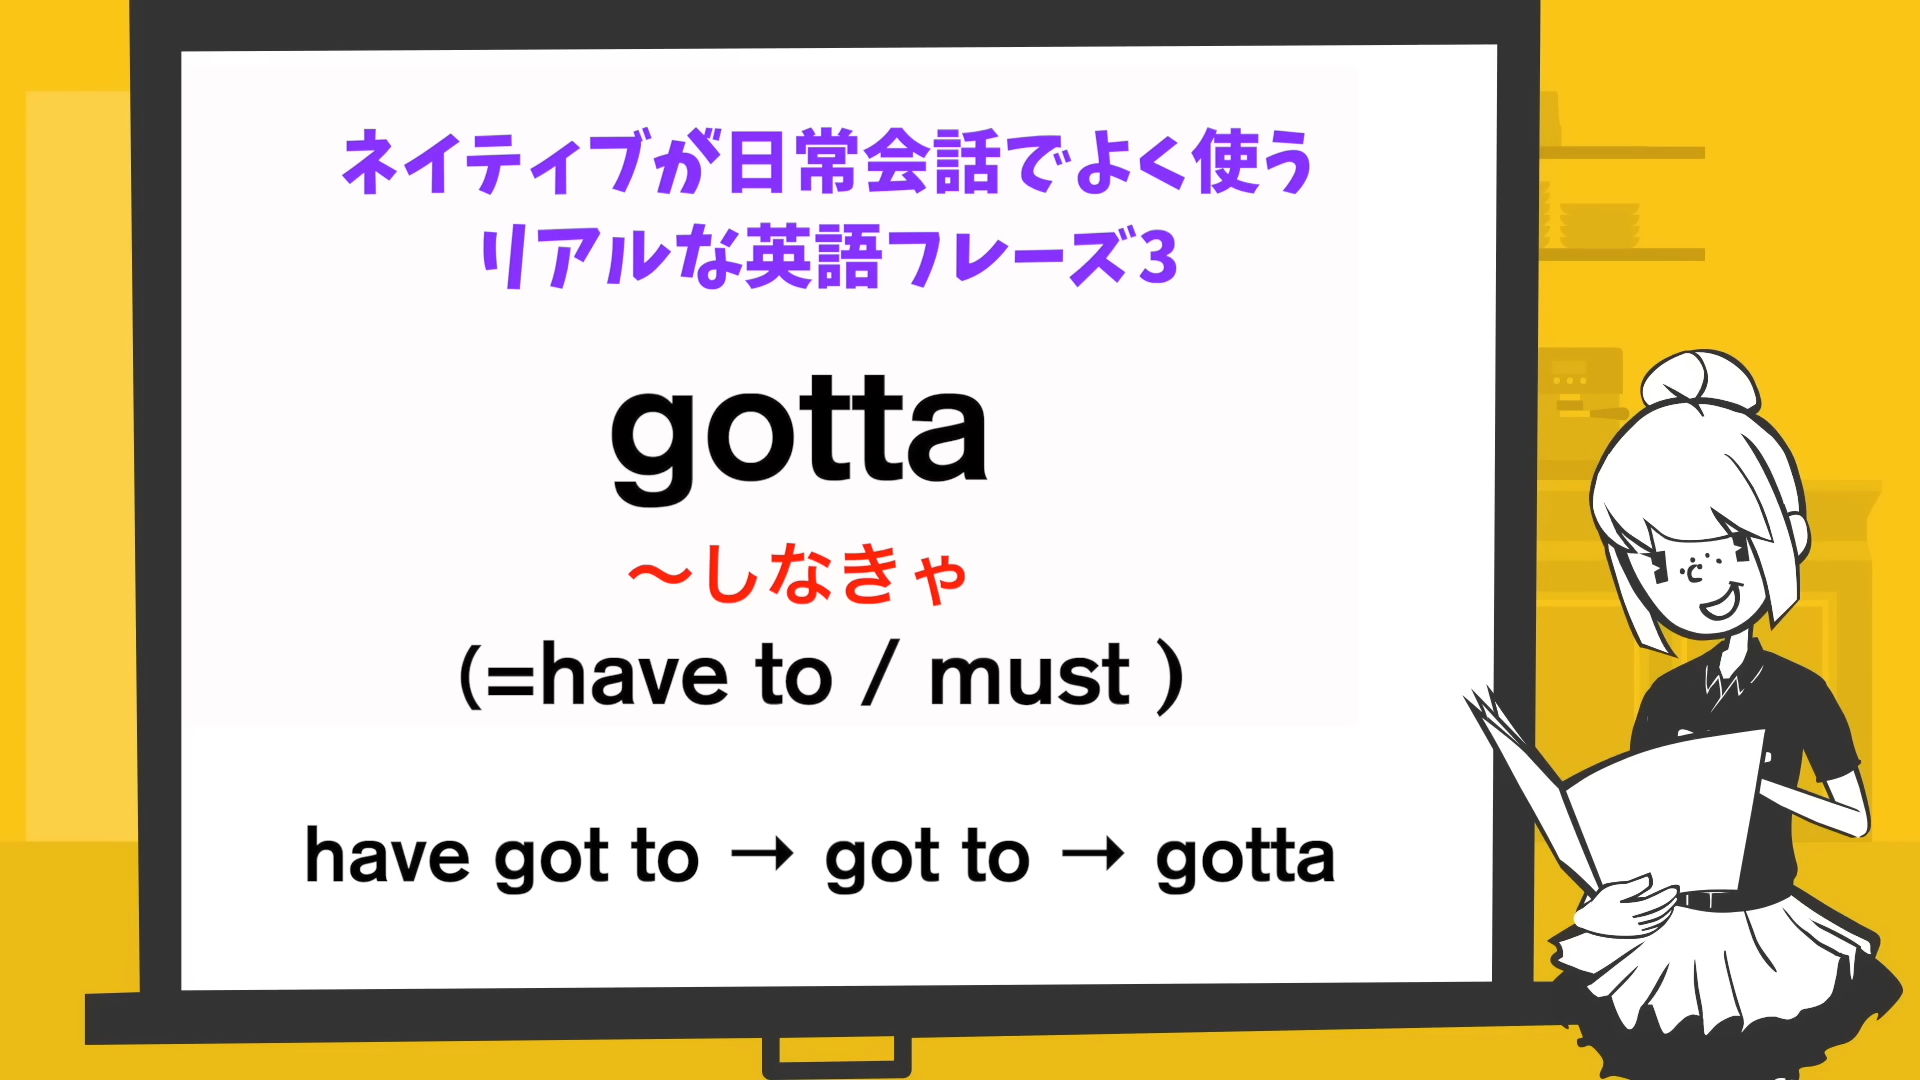 ネイティブが日常会話でよく使う
リアルな英語フレーズ3
gotta
〜しなきゃ
(=have to / must )
have got to → got to → gotta